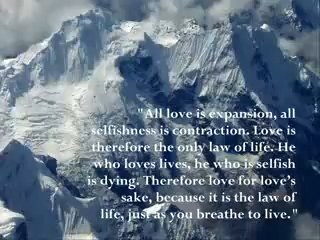 "All love is expansion, all
selfishness is contraction. Love is
therefore the only law of life. He
who loves lives, he who is selfish
is dying. Therefore love for love's
sake, because it is the law of
life, just as you breathe to live."